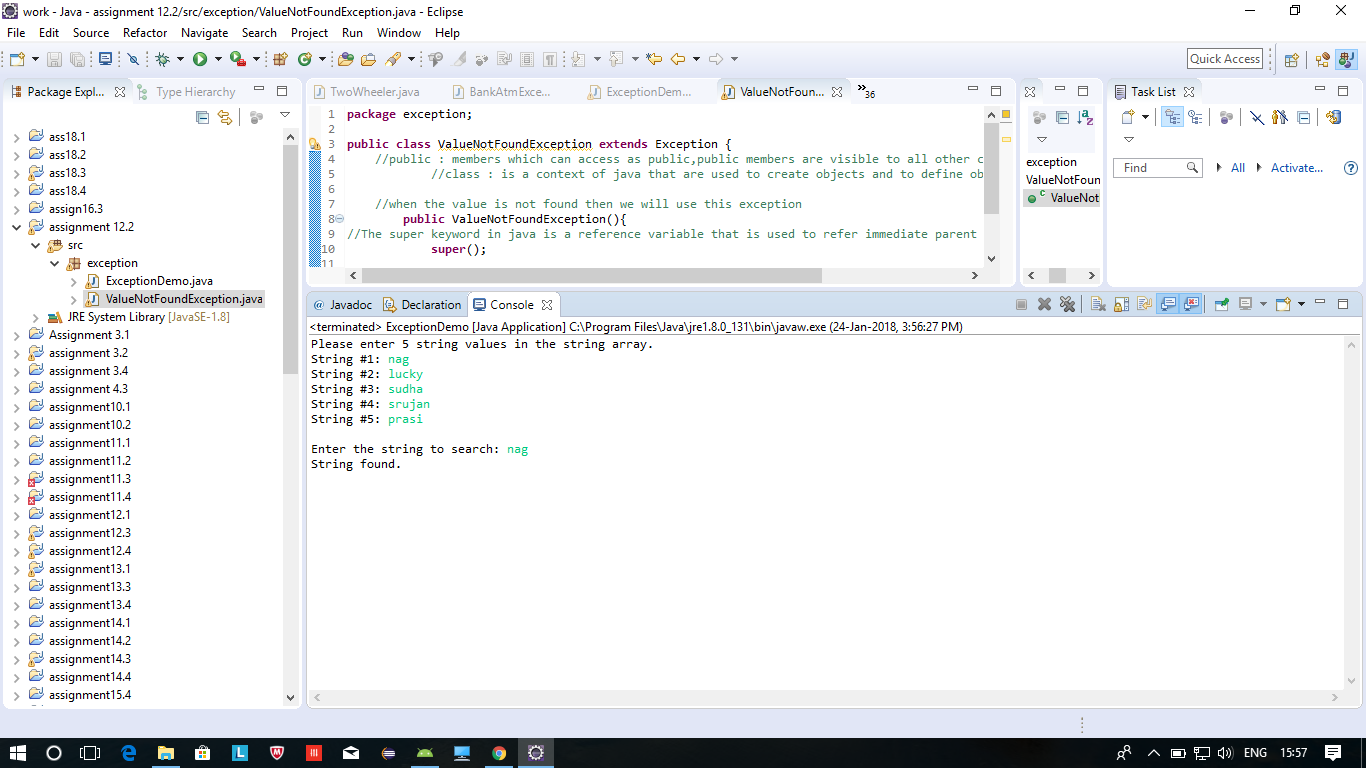 work - Java - assignment 12.2/src/exception/ValueNotFoundException.java - Eclipse
File Edit Source Refactor Navigate Search Project Run Window Help
Quick Access
Package Expl...
Type Hierarchy
ass18.1
ass18.2
ass18.3
ass18.4
assign16.3
assignment 12.2
src
exception
ExceptionDemo.java
ValueNotFoundException.java
JRE System Library [JavaSE-1.8]
Assignment 3.1
assignment 3.2
assignment 3.4
assignment 4.3
assignment10.1
assignment10.2
assignment11.1
assignment11.2
assignment11.3
assignment11.4
assignment12.1
assignment12.3
assignment12.4
assignment13.1
assignment13.3
assignment13.4
assignment14.1
assignment14.2
assignment14.3
assignment14.4
assignment15.4
TwoWheeler.java
BankAtmExce...
ExceptionDem...
ValueNotFoun...
»36
1 package exception;
2
3 public class ValueNotFoundException extends Exception {
4 //public : members which can access as public,public members are visible to all other c
5 //class : is a context of java that are used to create objects and to define ob
6
7 //when the value is not found then we will use this exception
8 public ValueNotFoundException(){
9 //The super keyword in java is a reference variable that is used to refer immediate parent
10 super();
11
exception
ValueNotFoun
ValueNot
Task List
Find
All
Activate...
@ Javadoc
Declaration
Console
<terminated> ExceptionDemo [Java Application] C:\Program Files\Java\jre1.8.0_131\bin\javaw.exe (24-Jan-2018, 3:56:27 PM)
Please enter 5 string values in the string array.
String #1: nag
String #2: lucky
String #3: sudha
String #4: srujan
String #5: prasi
Enter the string to search: nag
String found.
ENG
15:57